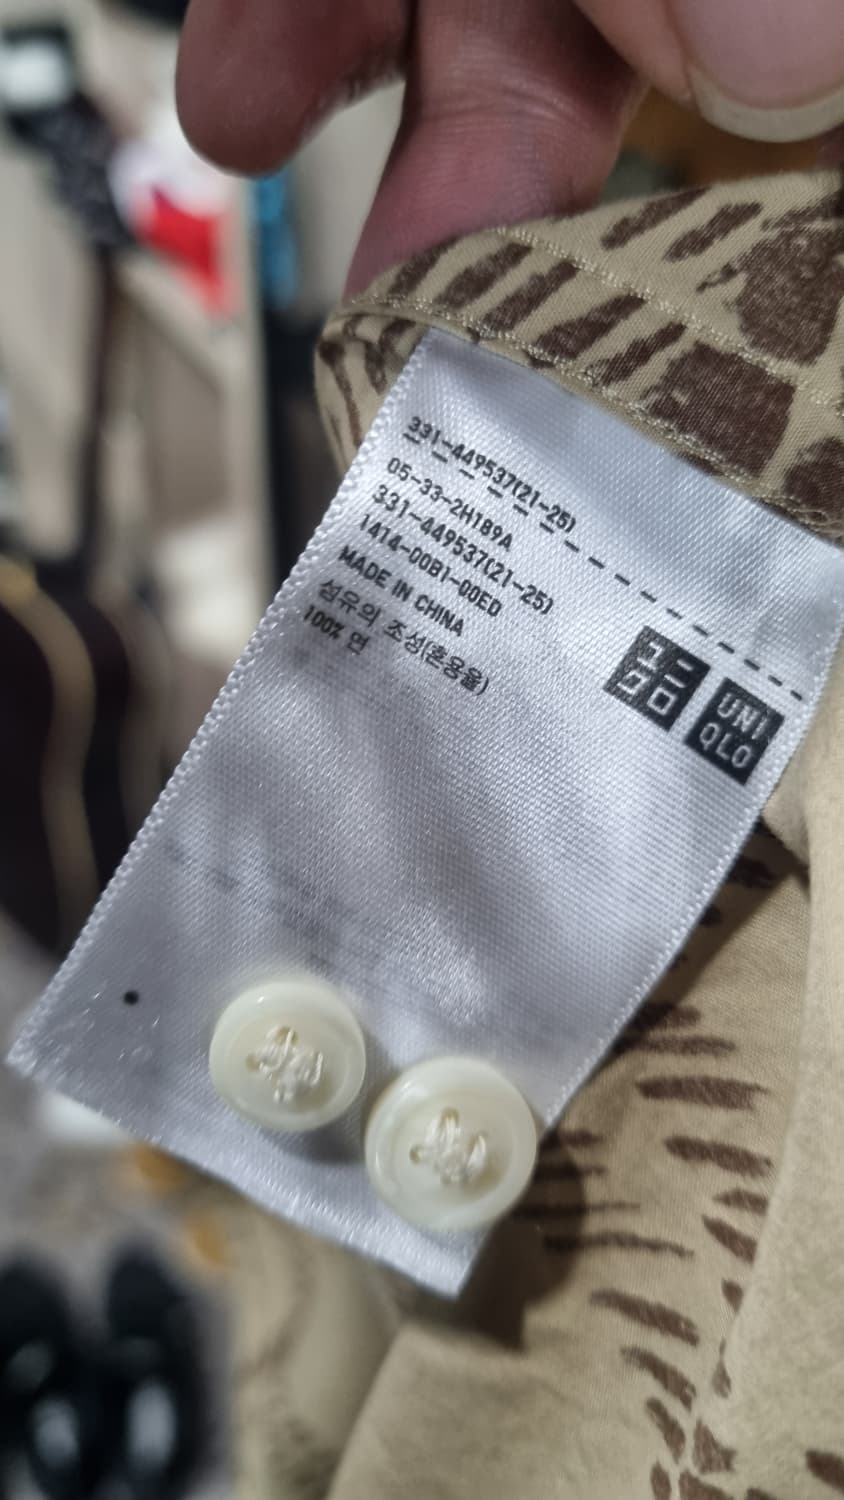 331-449537(21-25)
05-33-2H189A
331-449537(21-25)
1414-00B1-00ED
MADE IN CHINA
섬유의 조성(혼용율)
100% 면
ユニ
クロ
UNI
QLO